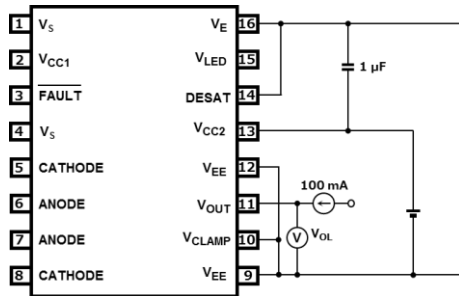 1 VS VE 16
2 VCC1 VLED 15
3 FAULT DESAT 14
4 VS VCC2 13
5 CATHODE VEE 12
6 ANODE VOUT 11
7 ANODE VCLAMP 10
8 CATHODE VEE 9
1 µF
100 mA
V VOL